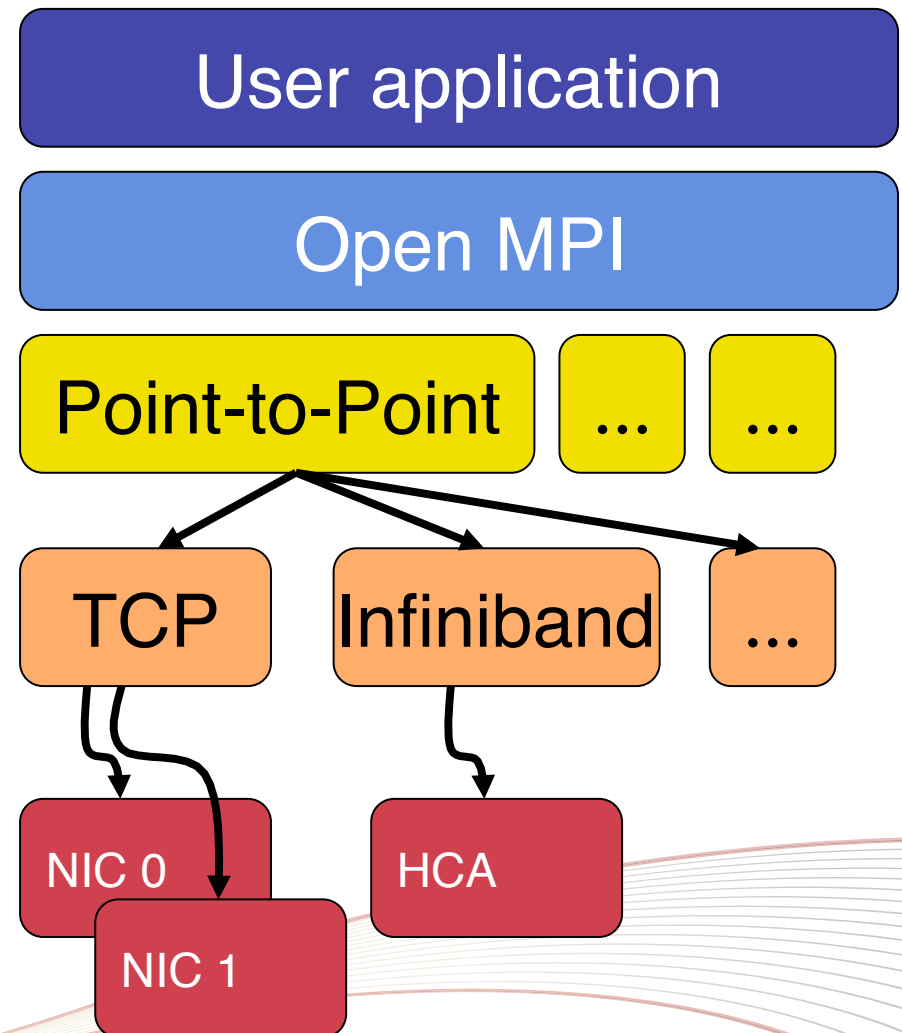 User application
Open MPI
Point-to-Point ... ...
TCP Infiniband ...
NIC 0 HCA
NIC 1